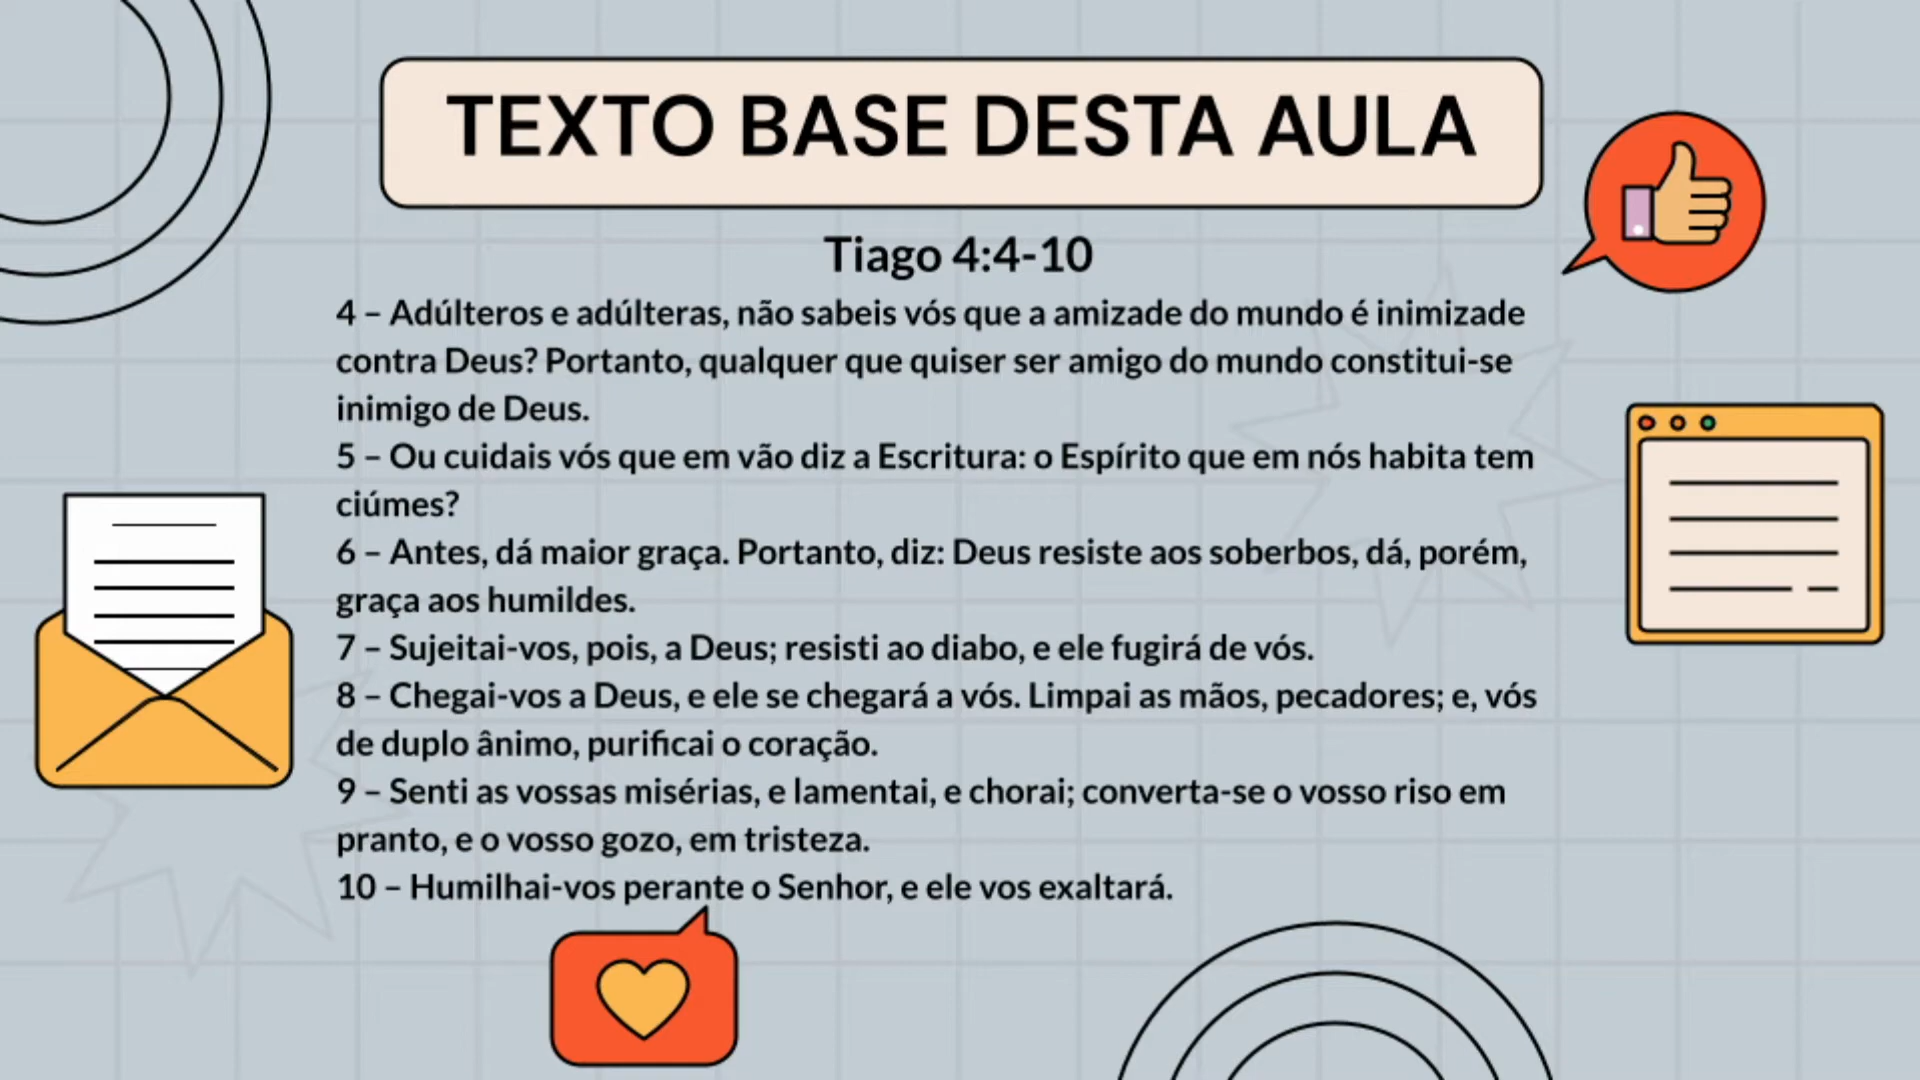 TEXTO BASE DESTA AULA
Tiago 4:4-10
4 – Adúlteros e adúlteras, não sabeis vós que a amizade do mundo é inimizade
contra Deus? Portanto, qualquer que quiser ser amigo do mundo constitui-se
inimigo de Deus.
5 – Ou cuidais vós que em vão diz a Escritura: o Espírito que em nós habita tem
ciúmes?
6 – Antes, dá maior graça. Portanto, diz: Deus resiste aos soberbos, dá, porém,
graça aos humildes.
7 – Sujeitai-vos, pois, a Deus; resisti ao diabo, e ele fugirá de vós.
8 – Chegai-vos a Deus, e ele se chegará a vós. Limpai as mãos, pecadores; e, vós
de duplo ânimo, purificai o coração.
9 – Senti as vossas misérias, e lamentai, e chorai; converta-se o vosso riso em
pranto, e o vosso gozo, em tristeza.
10 – Humilhai-vos perante o Senhor, e ele vos exaltará.